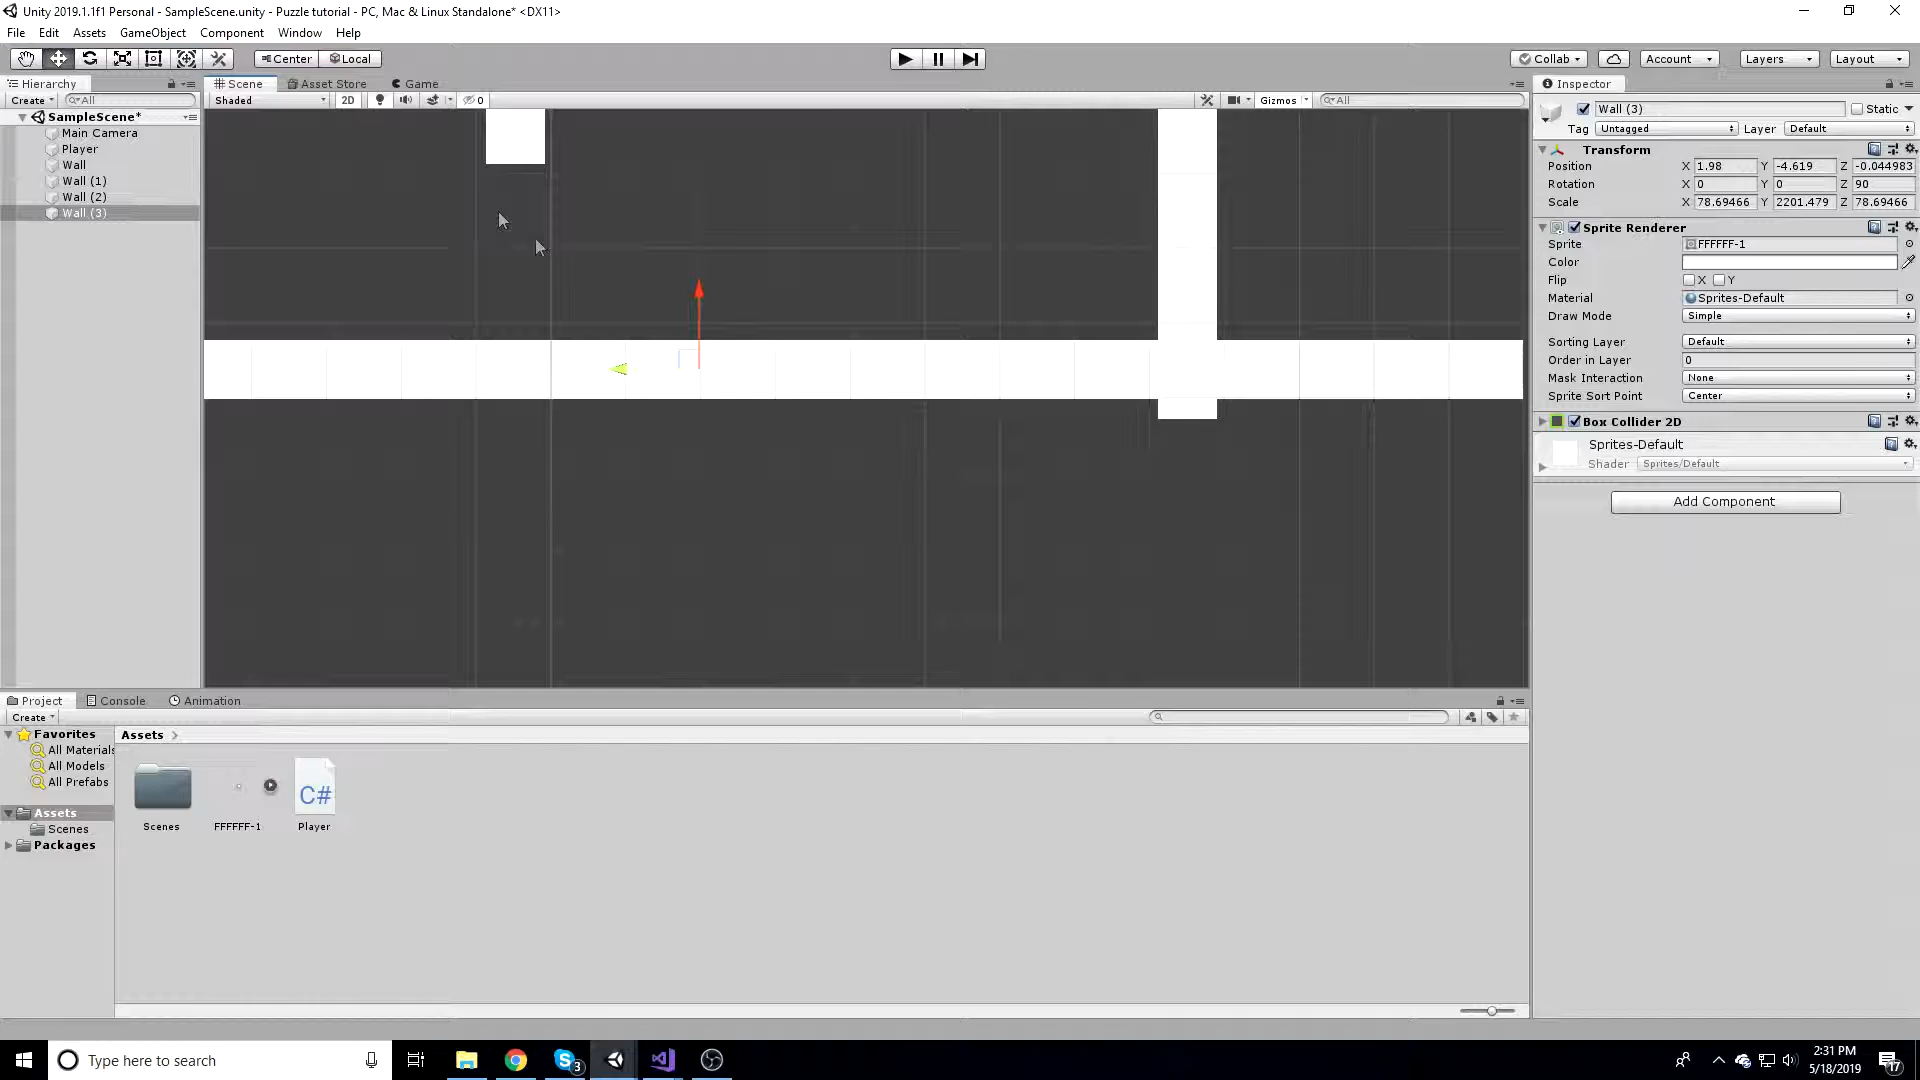 Unity 2019.1.1f1 Personal - SampleScene.unity - Puzzle tutorial - PC, Mac & Linux Standalone* <DX11>
File Edit Assets GameObject Component Window Help
Center Local Collab Account Layers Layout
Hierarchy Scene Asset Store Game Inspector
Create All Shaded 2D 0 Gizmos All
SampleScene*
Main Camera
Player
Wall
Wall (1)
Wall (2)
Wall (3)
Wall (3) Static
Tag Untagged Layer Default
Transform
Position X 1.98 Y -4.619 Z -0.044983
Rotation X 0 Y 0 Z 90
Scale X 78.69466 Y 2201.479 Z 78.69466
Sprite Renderer
Sprite FFFFFF-1
Color
Flip X Y
Material Sprites-Default
Draw Mode Simple
Sorting Layer Default
Order in Layer 0
Mask Interaction None
Sprite Sort Point Center
Box Collider 2D
Sprites-Default
Shader Sprites/Default
Add Component
Project Console Animation
Create
Favorites
All Materials
All Models
All Prefabs
Assets
Scenes
Packages
Assets
C#
Scenes FFFFFF-1 Player
Type here to search
3
2:31 PM
5/18/2019
17